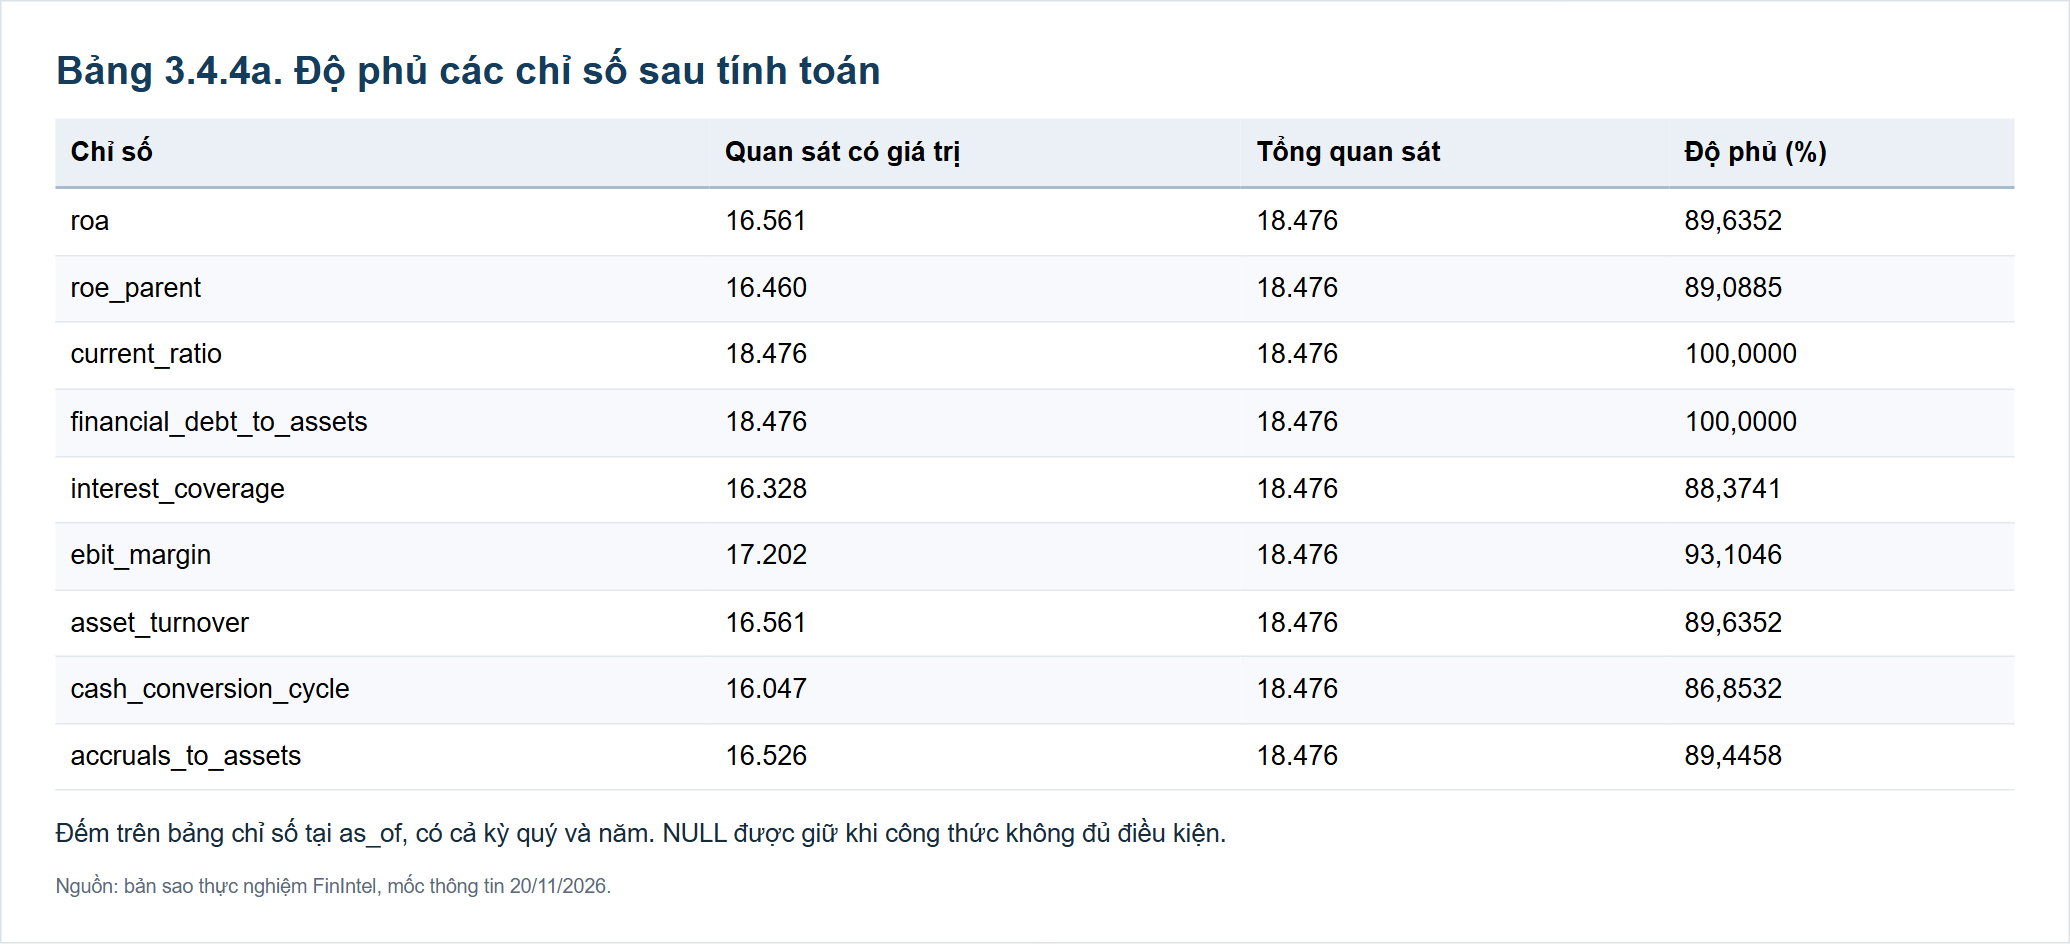 Bảng 3.4.4a. Độ phủ các chỉ số sau tính toán
Chỉ số Quan sát có giá trị Tổng quan sát Độ phủ (%)
roa 16.561 18.476 89,6352
roe_parent 16.460 18.476 89,0885
current_ratio 18.476 18.476 100,0000
financial_debt_to_assets 18.476 18.476 100,0000
interest_coverage 16.328 18.476 88,3741
ebit_margin 17.202 18.476 93,1046
asset_turnover 16.561 18.476 89,6352
cash_conversion_cycle 16.047 18.476 86,8532
accruals_to_assets 16.526 18.476 89,4458
Đếm trên bảng chỉ số tại as_of, có cả kỳ quý và năm. NULL được giữ khi công thức không đủ điều kiện.
Nguồn: bản sao thực nghiệm FinIntel, mốc thông tin 20/11/2026.